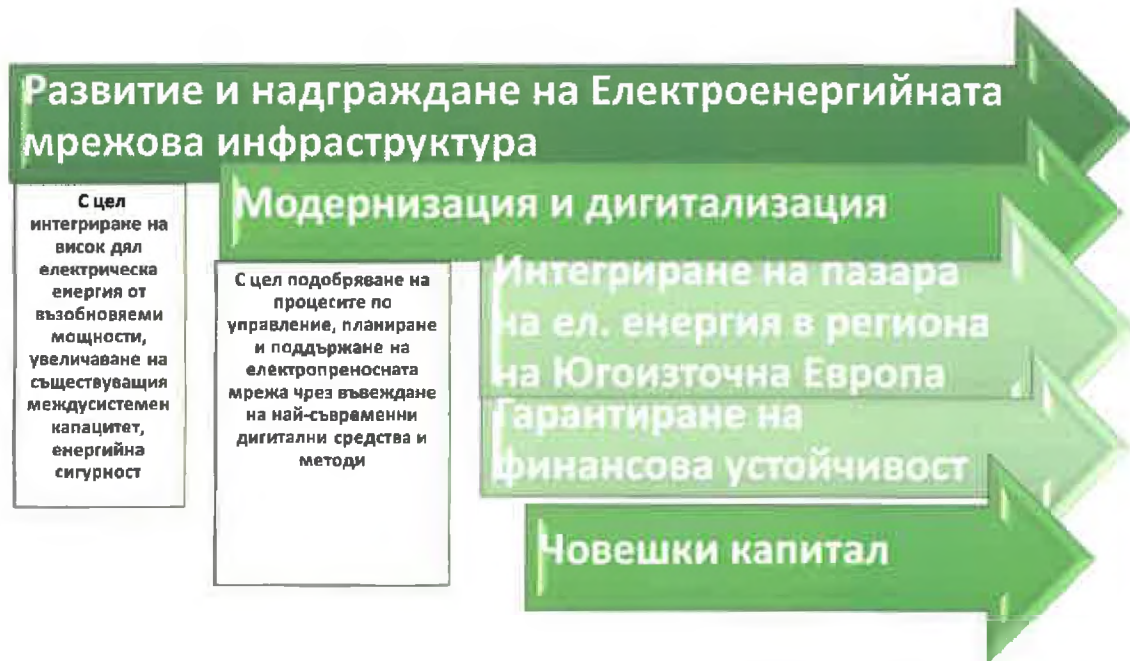 Развитие и надграждане на Електроенергийната
мрежова инфраструктура
С цел
интегриране на
висок дял
електрическа
енергия от
възобновяеми
мощности,
увеличаване на
съществуващия
междусистемен
капацитет,
енергийна
сигурност
Модернизация и дигитализация
С цел подобряване на
процесите по
управление, планиране
и поддържане на
електропреносната
мрежа чрез въвеждане
на най-съвременни
дигитални средства и
методи
Интегриране на пазара
на ел. енергия в региона
на Югоизточна Европа
Гарантиране на
финансова устойчивост
Човешки капитал